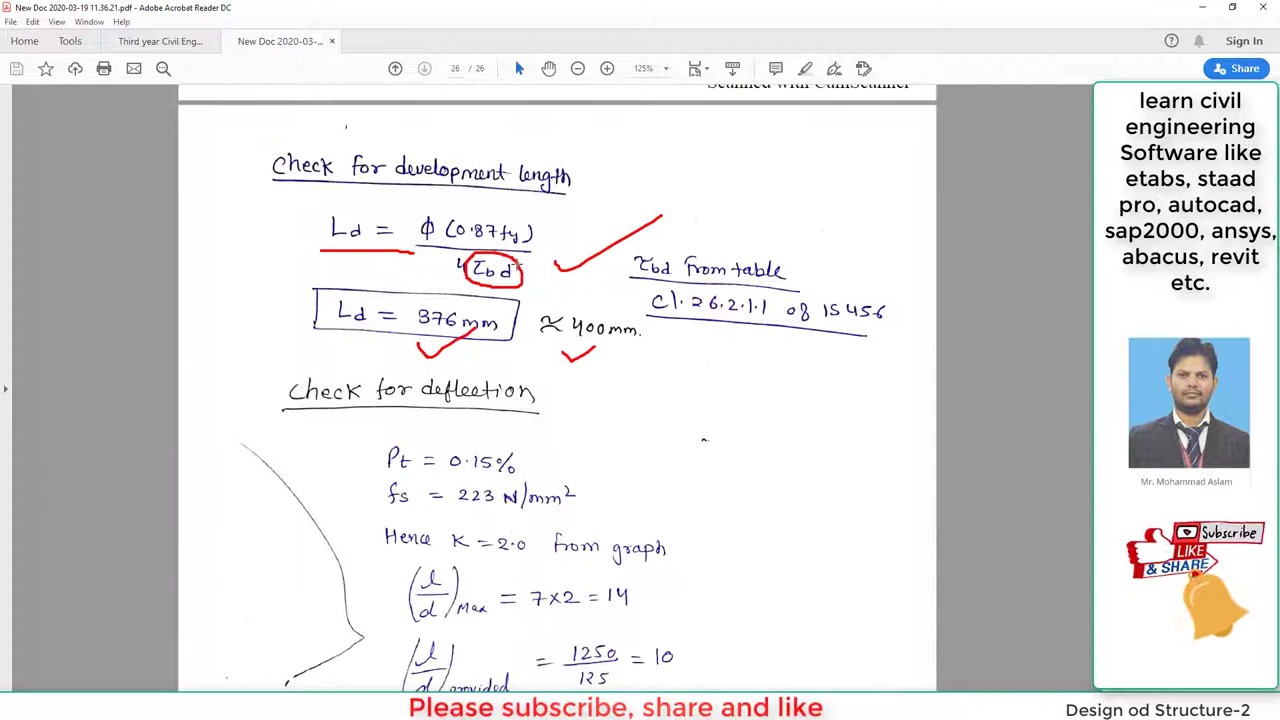 New Doc 2020-03-19 11.36.21.pdf - Adobe Acrobat Reader DC
File Edit View Window Help
Home Tools Third year Civil Eng... New Doc 2020-03-... × Sign In
26 / 26 125% Share
Scanned with CamScanner
Check for development length
Ld = ϕ (0.87fy)
4 τbd
τbd from table
cl. 26.2.1.1 of IS456
Ld = 376mm ≈ 400mm.
Check for deflection
Pt = 0.15%
fs = 223 N/mm²
Hence K = 2.0 from graph
(l/d)Max = 7×2 = 14
(l/d)provided = 1250/125 = 10
learn civil
engineering
Software like
etabs, staad
pro, autocad,
sap2000, ansys,
abacus, revit
etc.
Mr. Mohammad Aslam
Subscribe
LIKE
& SHARE
Please subscribe, share and like
Design od Structure-2